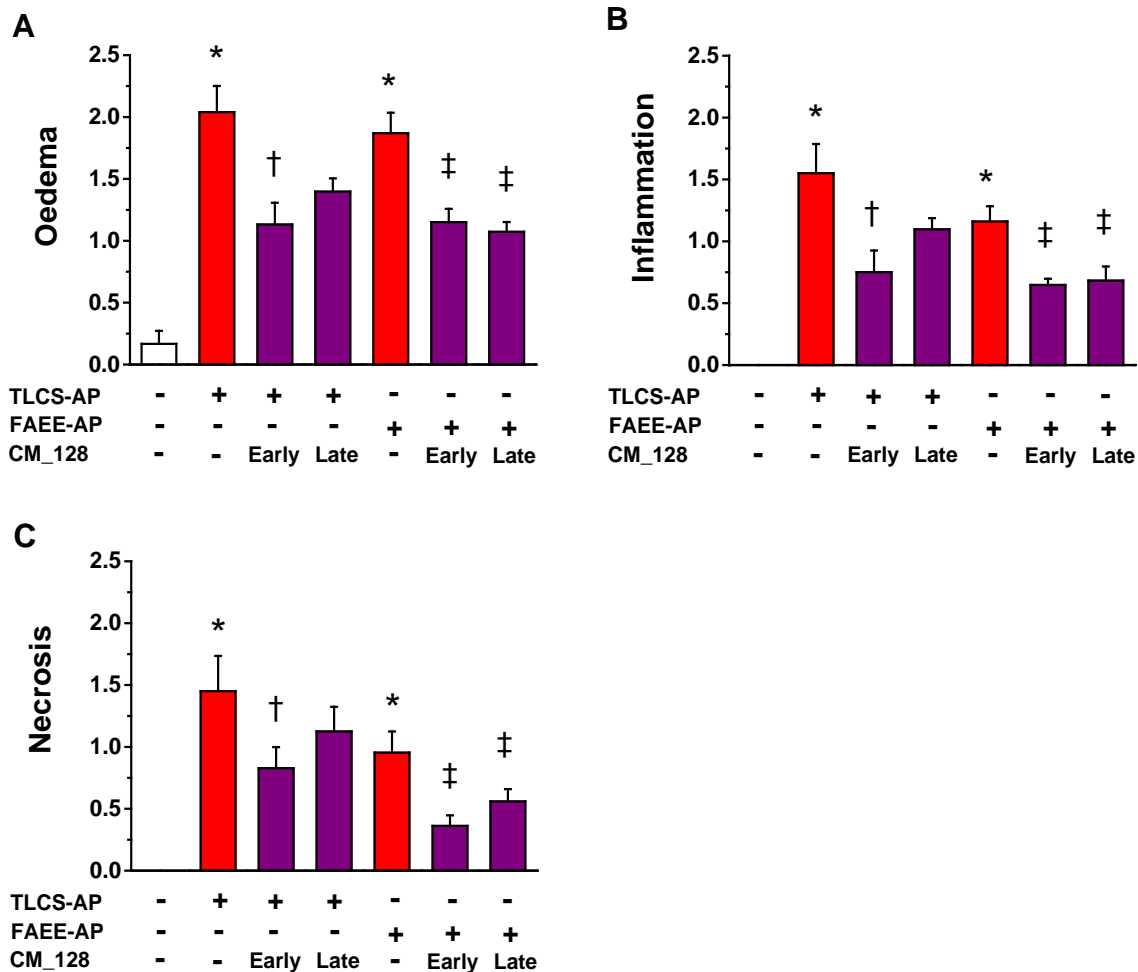 A
Oedema
2.5
2.0
1.5
1.0
0.5
0.0
* † * ‡ ‡
TLCS-AP - + + + - - -
FAEE-AP - - - - + + +
CM_128 - - Early Late - Early Late
B
Inflammation
2.5
2.0
1.5
1.0
0.5
0.0
* † * ‡ ‡
TLCS-AP - + + + - - -
FAEE-AP - - - - + + +
CM_128 - - Early Late - Early Late
C
Necrosis
2.5
2.0
1.5
1.0
0.5
0.0
* † * ‡ ‡
TLCS-AP - + + + - - -
FAEE-AP - - - - + + +
CM_128 - - Early Late - Early Late